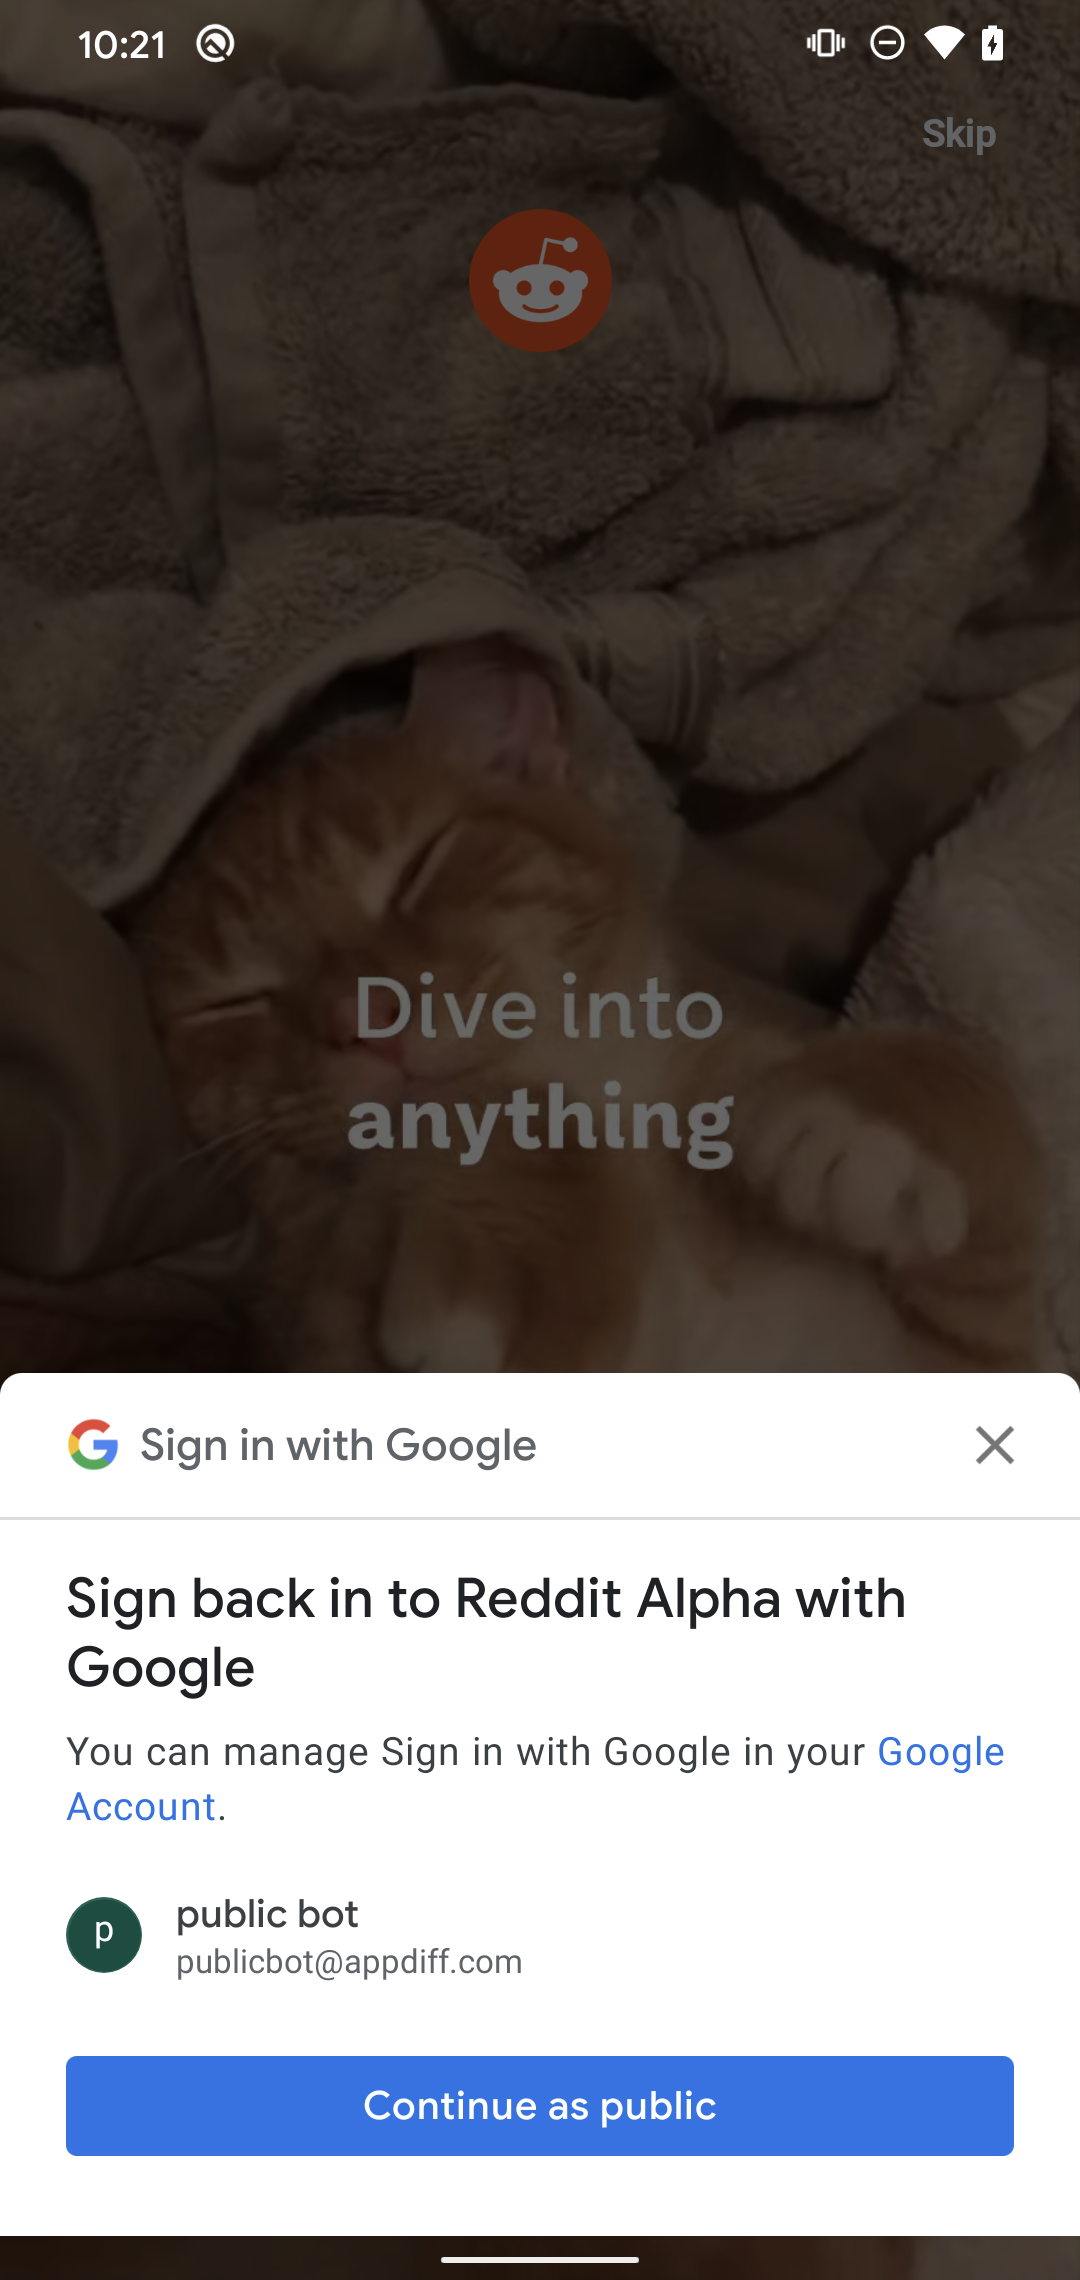 10:21
Skip
Dive into
anything
Sign in with Google
Sign back in to Reddit Alpha with
Google
You can manage Sign in with Google in your Google
Account.
p
public bot
publicbot@appdiff.com
Continue as public